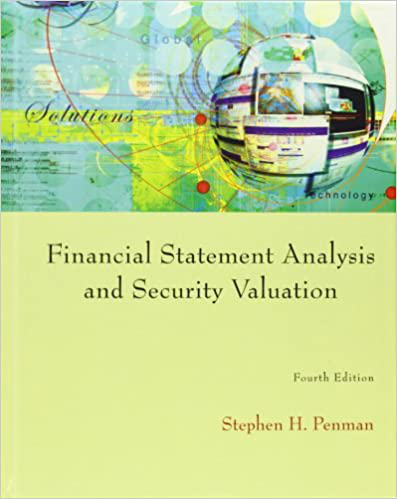 Global
Solutions
Technology
Financial Statement Analysis
and Security Valuation
Fourth Edition
Stephen H. Penman